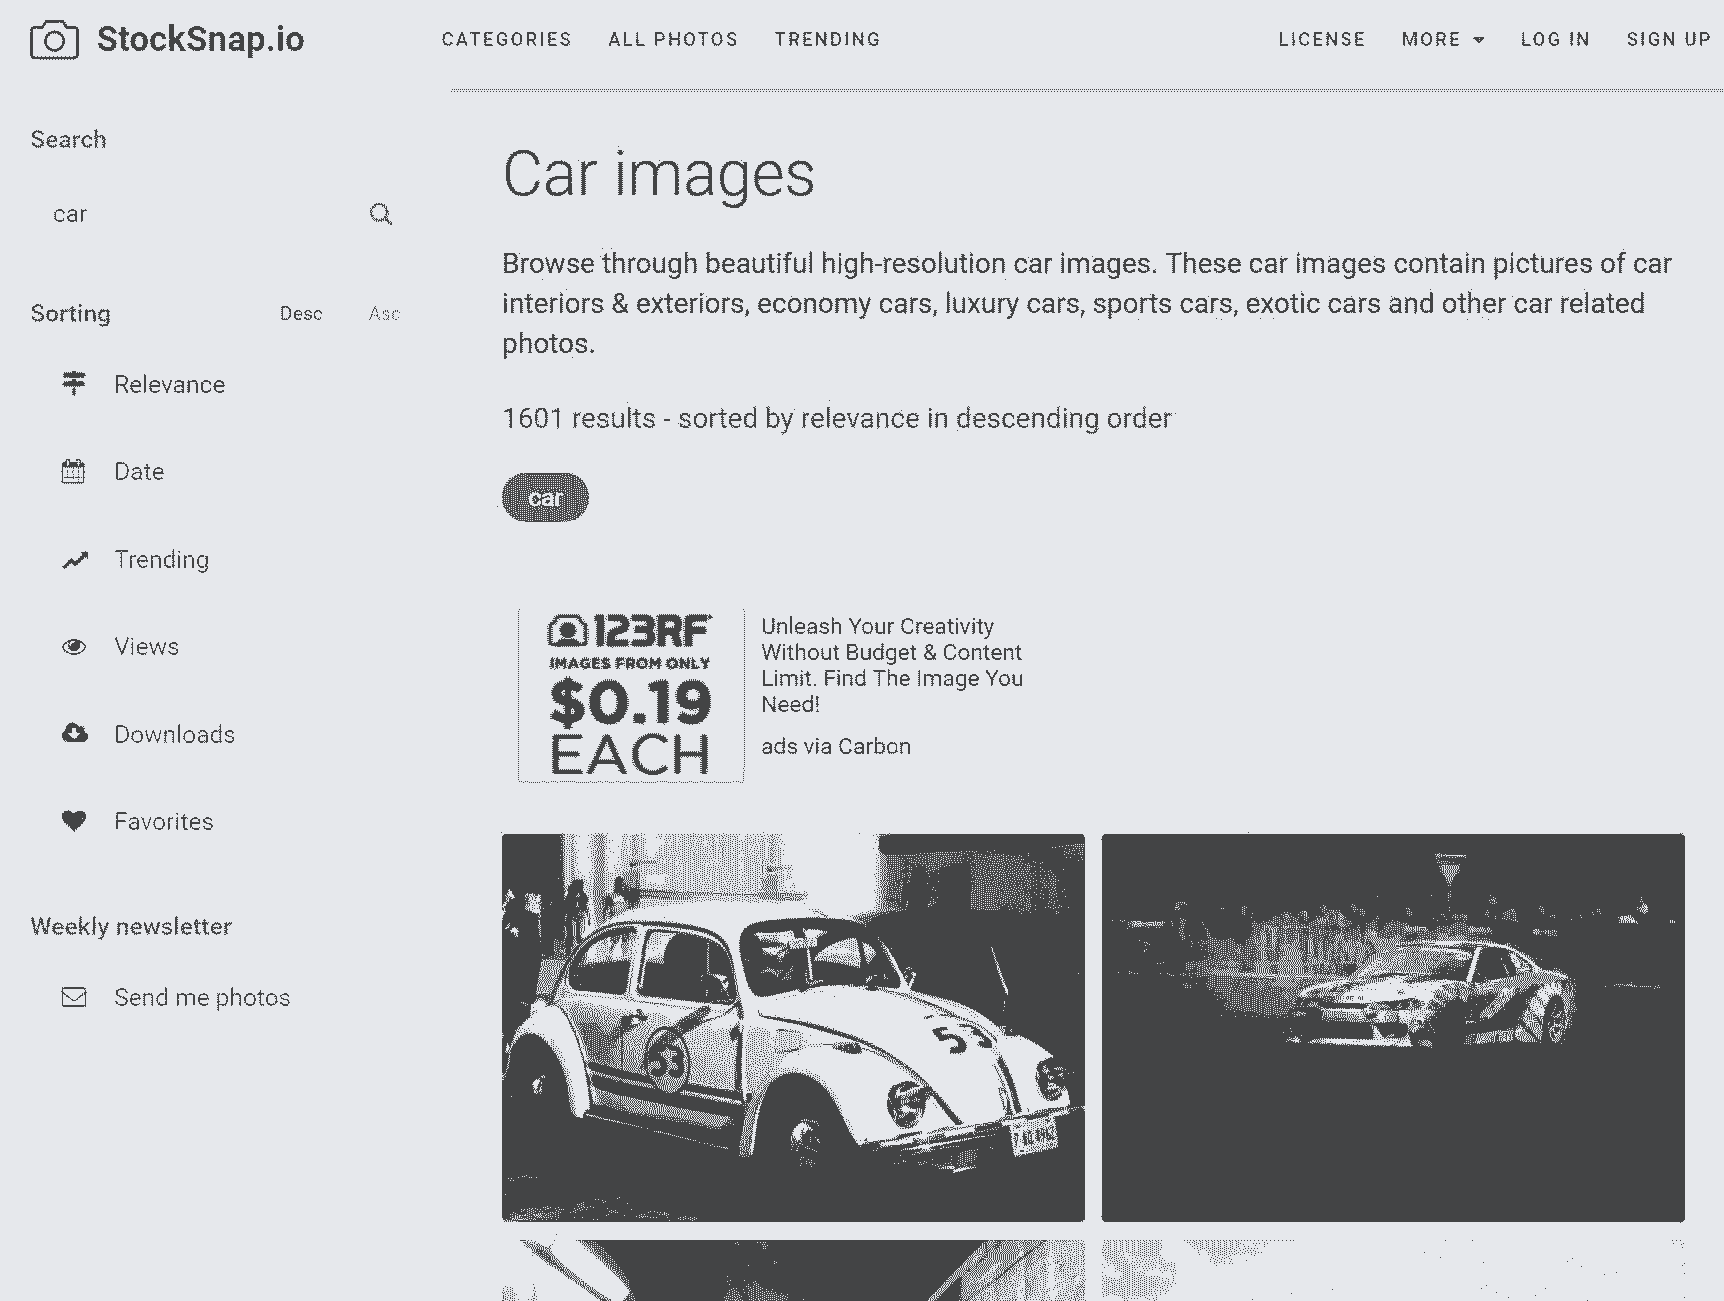 StockSnap.io
CATEGORIES ALL PHOTOS TRENDING
LICENSE MORE LOG IN SIGN UP
Search
car
Sorting Desc Asc
Relevance
Date
Trending
Views
Downloads
Favorites
Weekly newsletter
Send me photos
Car images
Browse through beautiful high-resolution car images. These car images contain pictures of car
interiors & exteriors, economy cars, luxury cars, sports cars, exotic cars and other car related
photos.
1601 results - sorted by relevance in descending order
car
123RF
IMAGES FROM ONLY
$0.19
EACH
Unleash Your Creativity
Without Budget & Content
Limit. Find The Image You
Need!
ads via Carbon
53
53